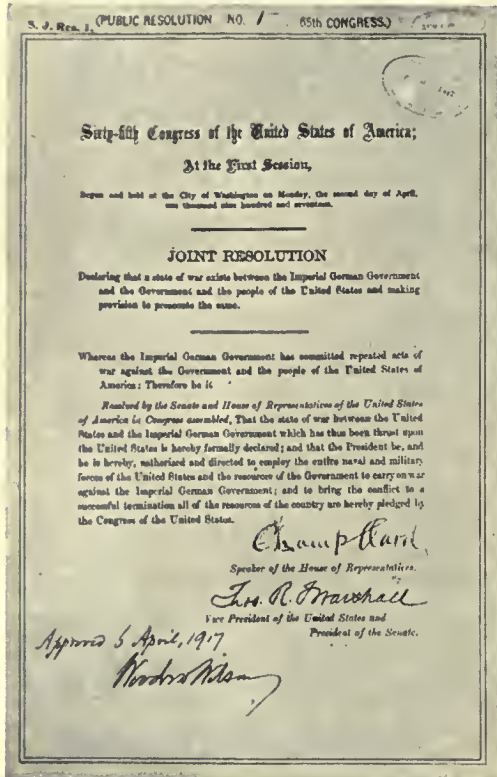 S. J. Res. 1. (PUBLIC RESOLUTION NO. 1 65th CONGRESS.)
Sixty-fifth Congress of the United States of America;
At the First Session,
Begun and held at the City of Washington on Monday, the second day of April,
one thousand nine hundred and seventeen.
JOINT RESOLUTION
Declaring that a state of war exists between the Imperial German Government
and the Government and the people of the United States and making
provision to prosecute the same.
Whereas the Imperial German Government has committed repeated acts of
war against the Government and the people of the United States of
America: Therefore be it
Resolved by the Senate and House of Representatives of the United States
of America in Congress assembled, That the state of war between the United
States and the Imperial German Government which has thus been thrust upon
the United States is hereby formally declared; and that the President be, and
he is hereby, authorized and directed to employ the entire naval and military
forces of the United States and the resources of the Government to carry on war
against the Imperial German Government; and to bring the conflict to a
successful termination all of the resources of the country are hereby pledged by
the Congress of the United States.
Champ Clark
Speaker of the House of Representatives.
Thos. R. Marshall
Vice President of the United States and
President of the Senate.
Approved 6 April, 1917
Woodrow Wilson